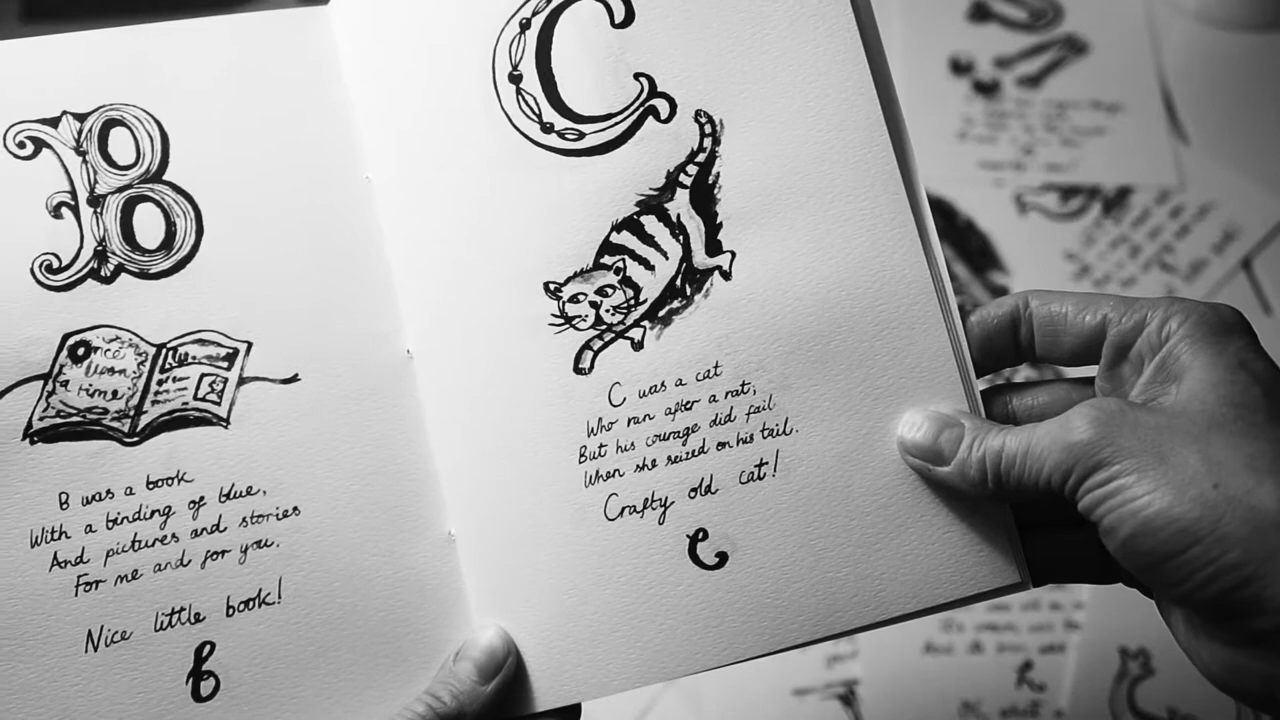 B
Once
Upon
a time
B was a book
With a binding of blue,
And pictures and stories
For me and for you.
Nice little book!
b
C
C was a cat
Who ran after a rat;
But his courage did fail
When she seized on his tail.
Crafty old cat!
c